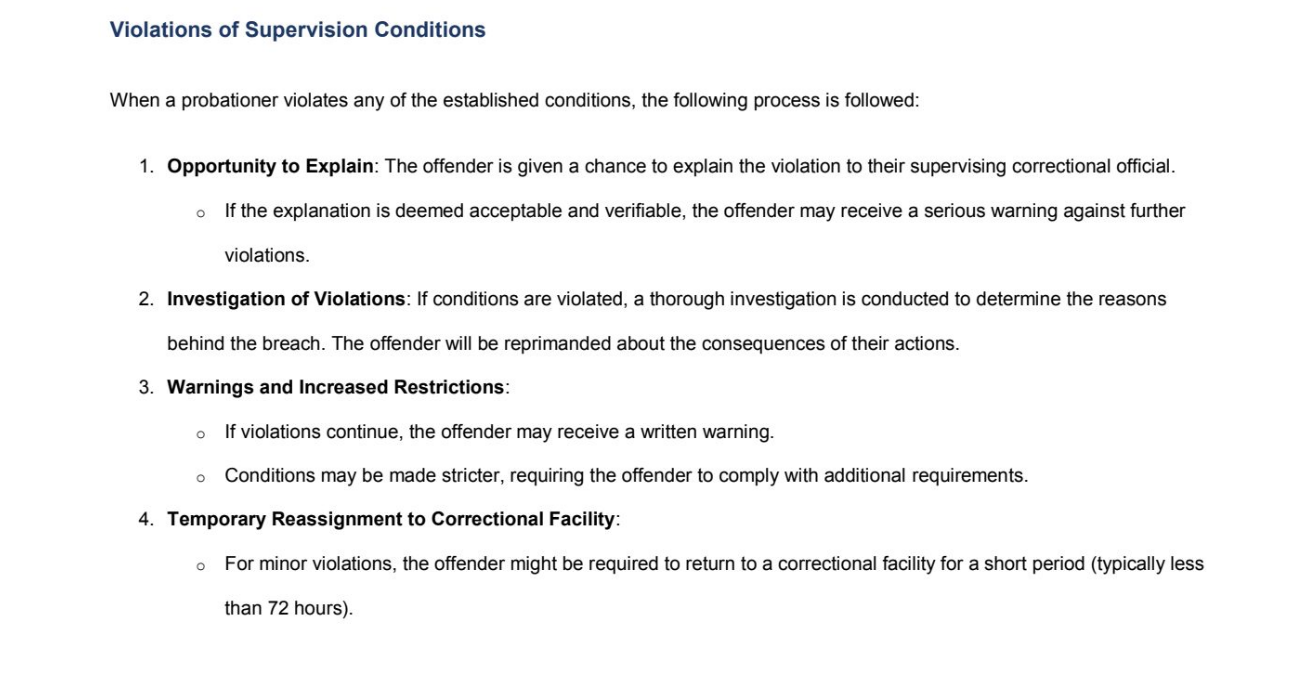 Violations of Supervision Conditions
When a probationer violates any of the established conditions, the following process is followed:
1. Opportunity to Explain: The offender is given a chance to explain the violation to their supervising correctional official.
o If the explanation is deemed acceptable and verifiable, the offender may receive a serious warning against further
violations.
2. Investigation of Violations: If conditions are violated, a thorough investigation is conducted to determine the reasons
behind the breach. The offender will be reprimanded about the consequences of their actions.
3. Warnings and Increased Restrictions:
o If violations continue, the offender may receive a written warning.
o Conditions may be made stricter, requiring the offender to comply with additional requirements.
4. Temporary Reassignment to Correctional Facility:
o For minor violations, the offender might be required to return to a correctional facility for a short period (typically less
than 72 hours).